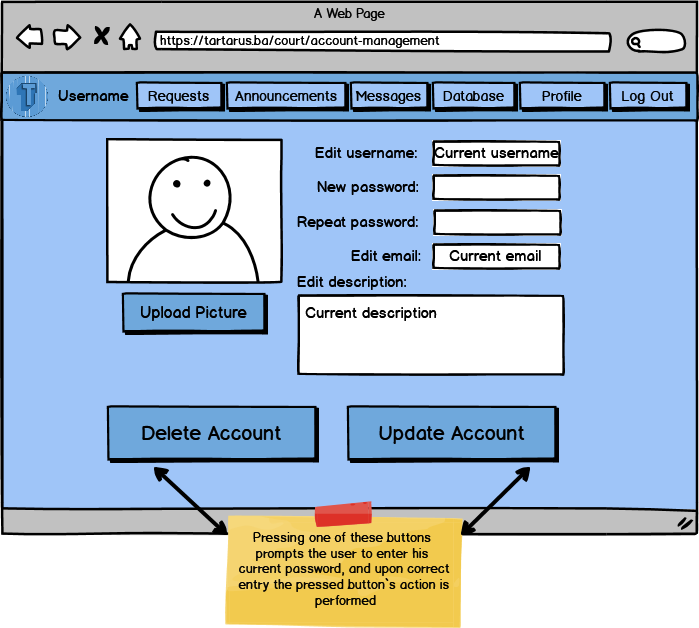 A Web Page
https://tartarus.ba/court/account-management
T Username Requests Announcements Messages Database Profile Log Out
Edit username: Current username
New password:
Repeat password:
Edit email: Current email
Edit description:
Upload Picture
Current description
Delete Account Update Account
Pressing one of these buttons
prompts the user to enter his
current password, and upon correct
entry the pressed button`s action is
performed